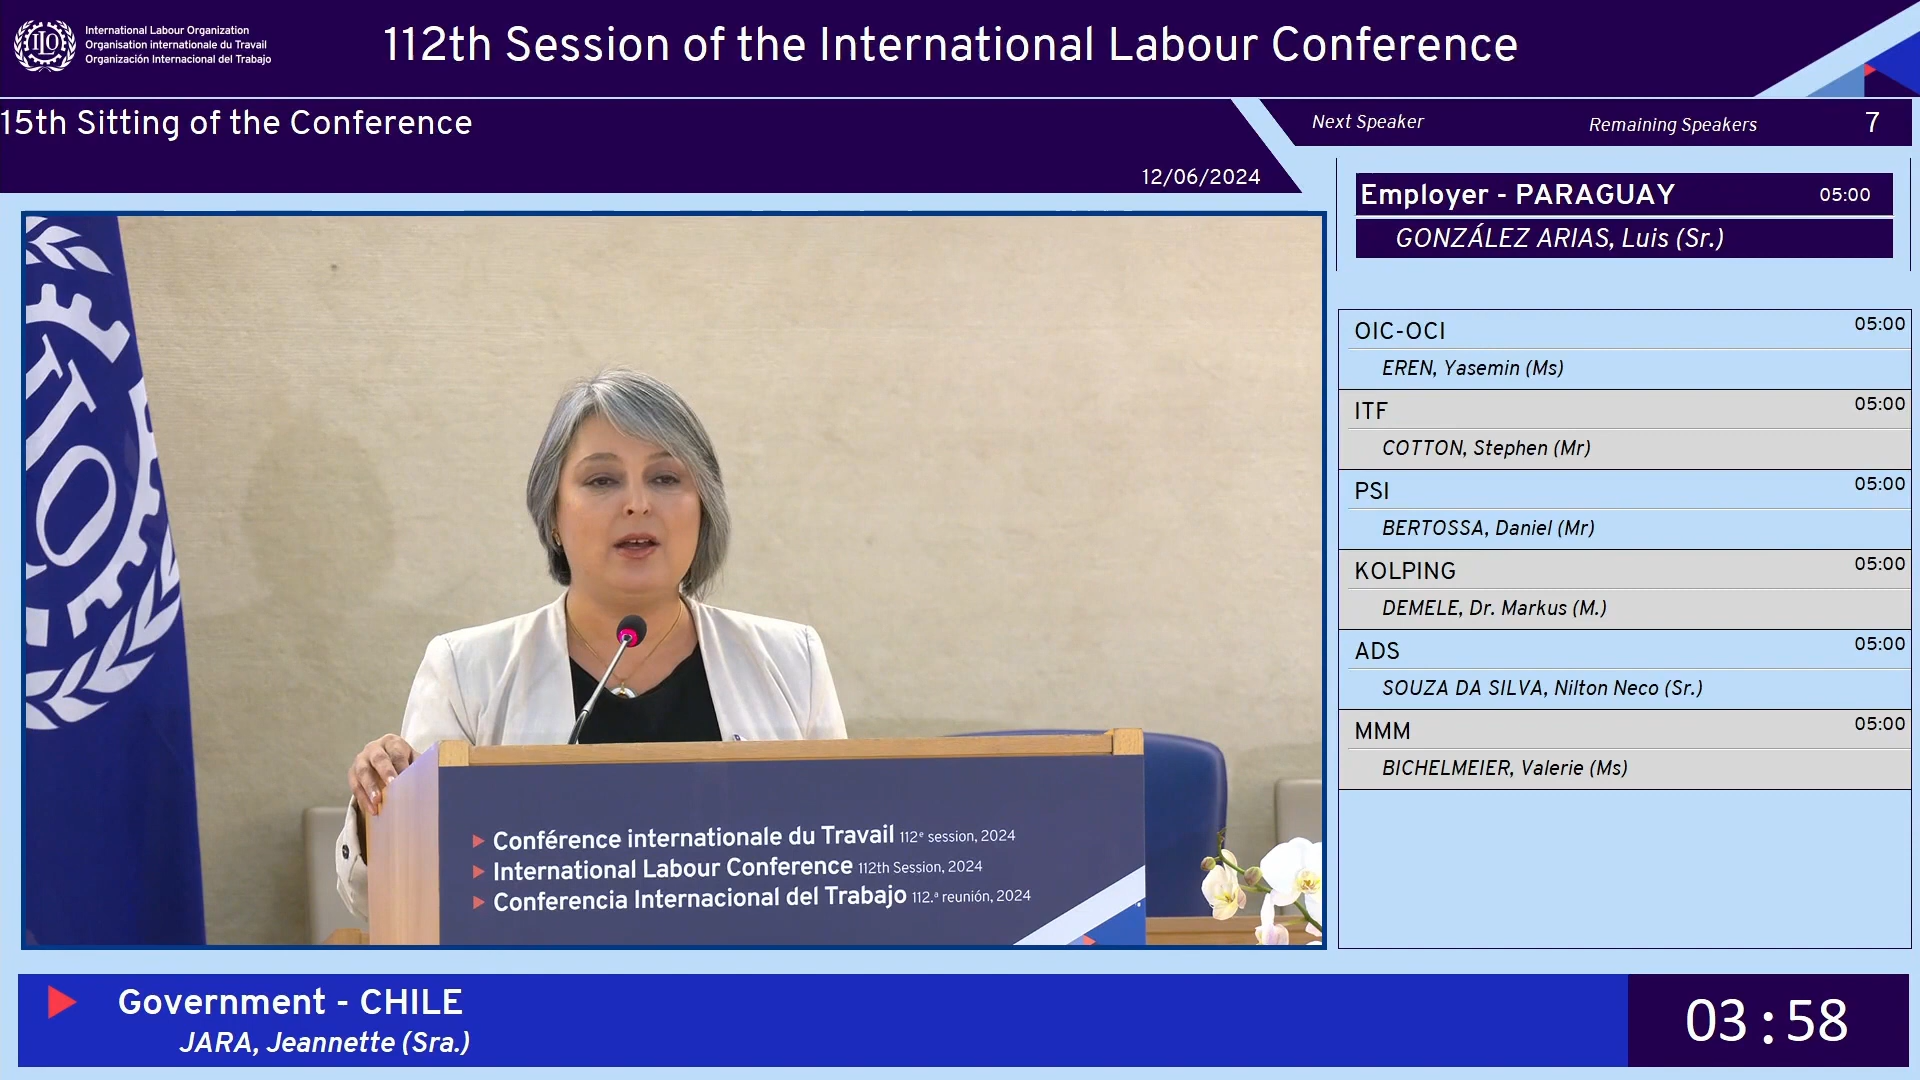 ILO
International Labour Organization
Organisation internationale du Travail
Organización Internacional del Trabajo
112th Session of the International Labour Conference
15th Sitting of the Conference
12/06/2024
Next Speaker
Remaining Speakers 7
Employer - PARAGUAY 05:00
GONZÁLEZ ARIAS, Luis (Sr.)
OIC-OCI 05:00
EREN, Yasemin (Ms)
ITF 05:00
COTTON, Stephen (Mr)
PSI 05:00
BERTOSSA, Daniel (Mr)
KOLPING 05:00
DEMELE, Dr. Markus (M.)
ADS 05:00
SOUZA DA SILVA, Nilton Neco (Sr.)
MMM 05:00
BICHELMEIER, Valerie (Ms)
ILO
Conférence internationale du Travail 112e session, 2024
International Labour Conference 112th Session, 2024
Conferencia Internacional del Trabajo 112.ª reunión, 2024
Government - CHILE
JARA, Jeannette (Sra.)
03:58